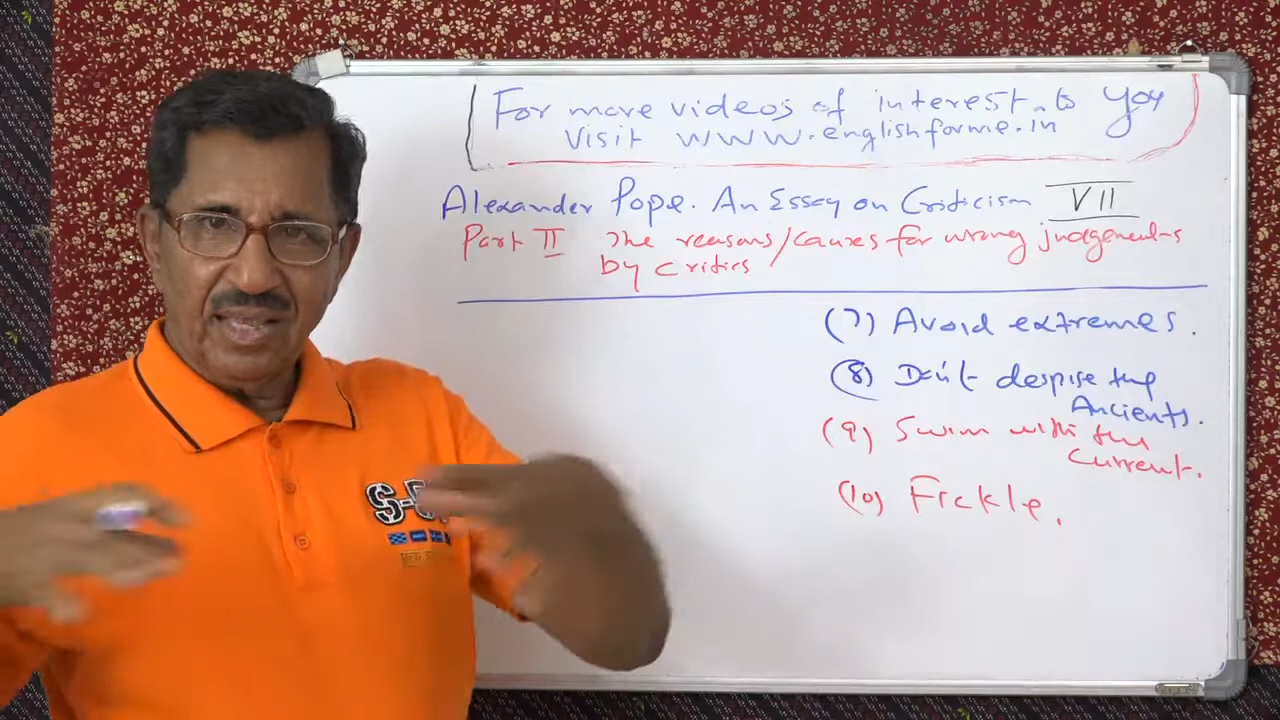 For more videos of interest to you
Visit www.englishforme.in
Alexander Pope. An Essay on Criticism VII
Part II The reasons/causes for wrong judgements
by critics
(7) Avoid extremes.
(8) Don't despise the
Ancients.
(9) Swim with the
current.
(10) Fickle.